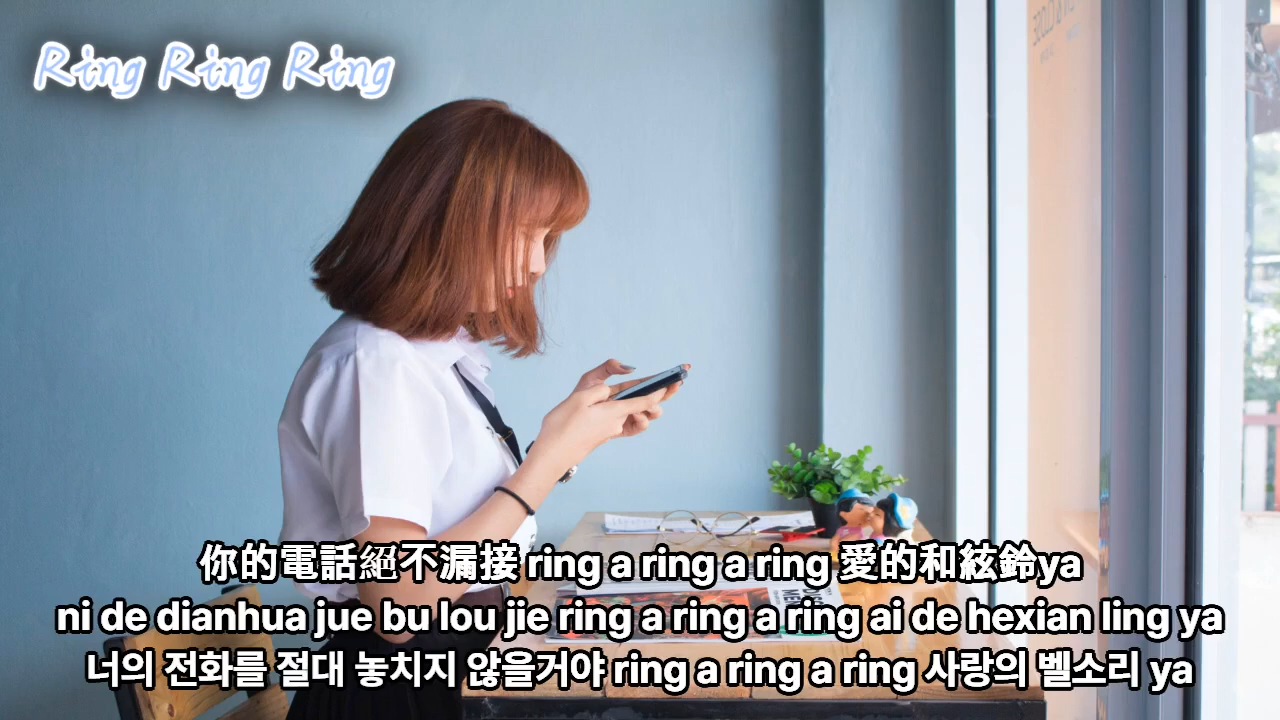 Ring Ring Ring
你的電話絕不漏接 ring a ring a ring 愛的和絃鈴ya
ni de dianhua jue bu lou jie ring a ring a ring ai de hexian ling ya
너의 전화를 절대 놓치지 않을거야 ring a ring a ring 사랑의 벨소리 ya